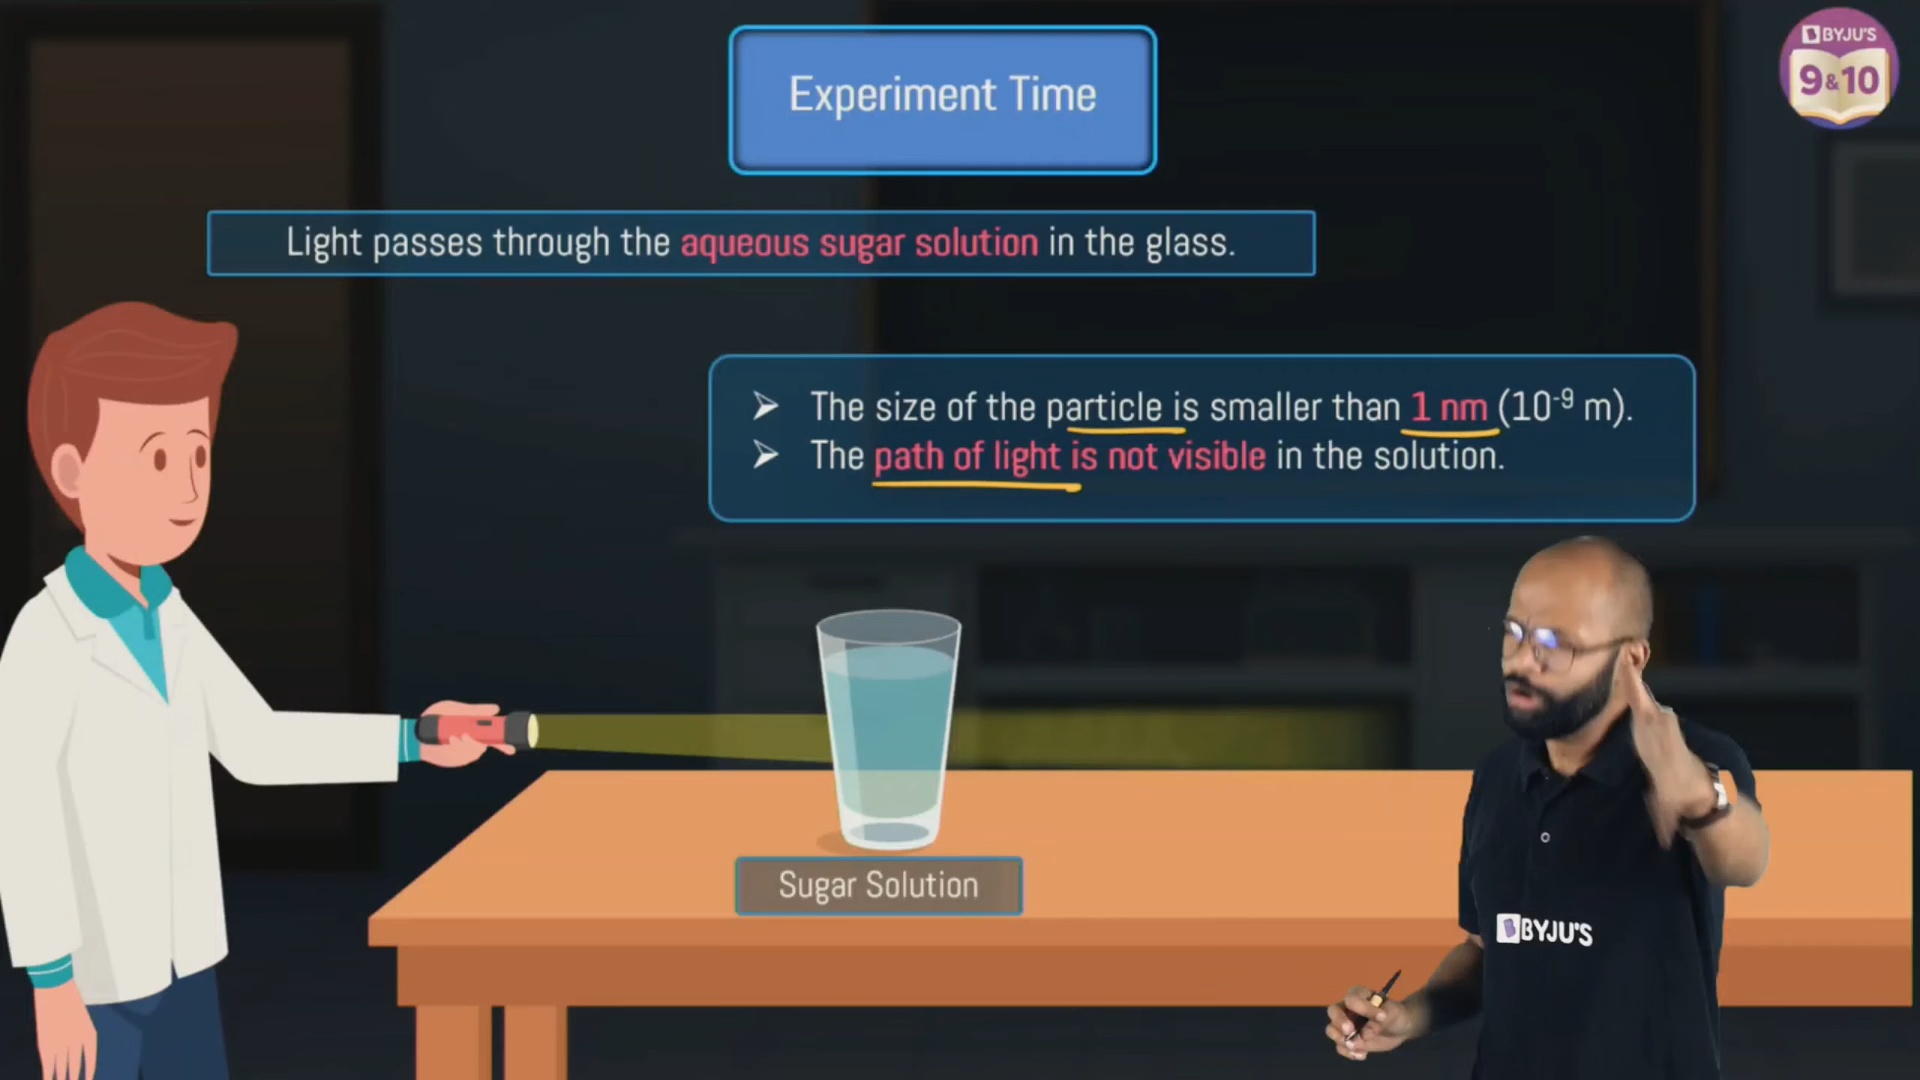 BYJU'S
9&10
Experiment Time
Light passes through the aqueous sugar solution in the glass.
➢ The size of the particle is smaller than 1 nm (10⁻⁹ m).
➢ The path of light is not visible in the solution.
Sugar Solution
BYJU'S